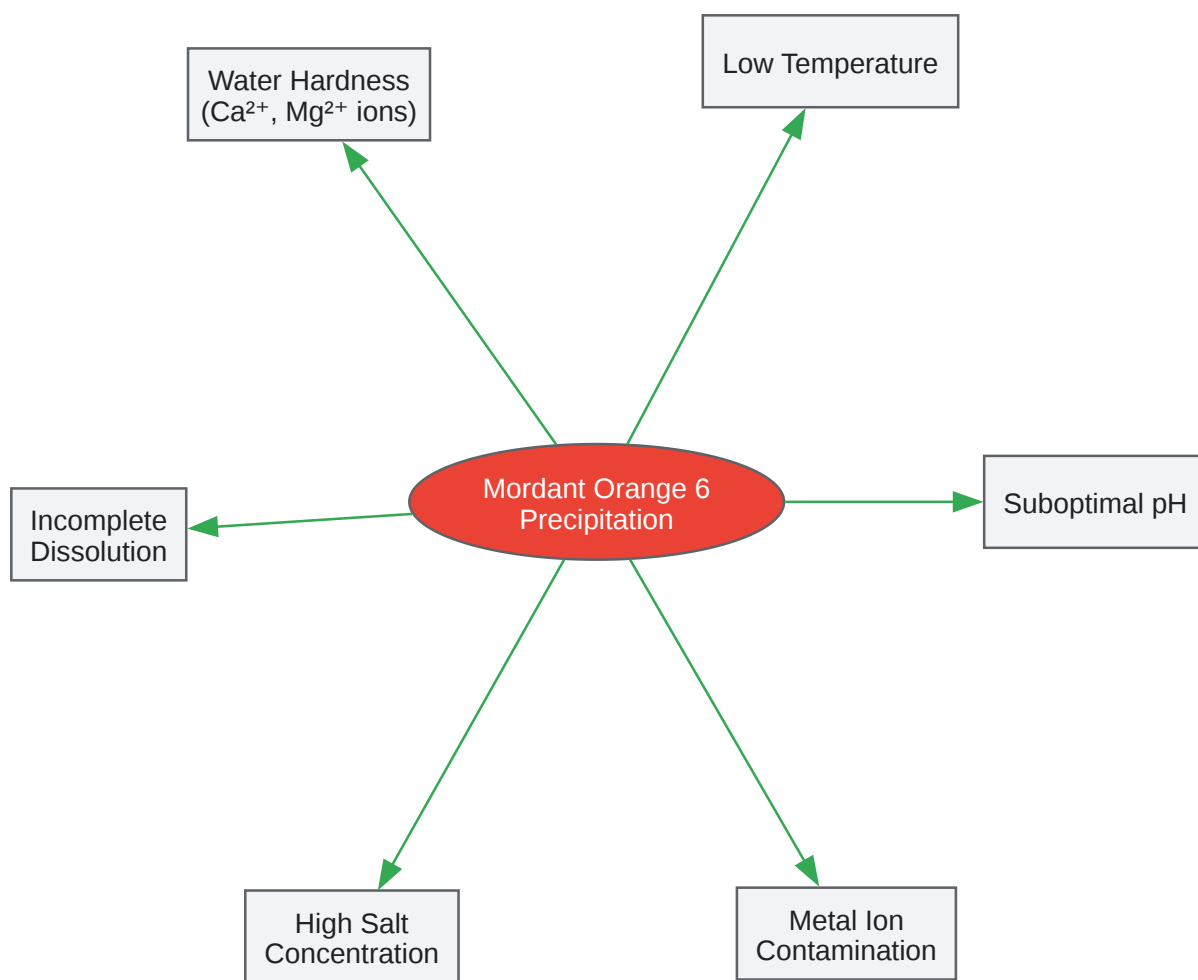 Water Hardness
(Ca²⁺, Mg²⁺ ions)
Low Temperature
Mordant Orange 6
Precipitation
Suboptimal pH
Incomplete
Dissolution
High Salt
Concentration
Metal Ion
Contamination